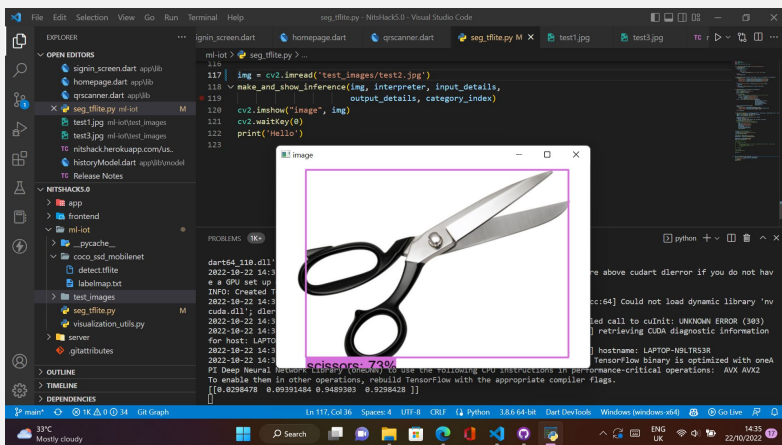 File Edit Selection View Go Run Terminal Help
seg_tflite.py - NitsHack5.0 - Visual Studio Code
EXPLORER
OPEN EDITORS
signin_screen.dart app\lib
homepage.dart app\lib
qrscanner.dart app\lib
seg_tflite.py ml-iot M
test1.jpg ml-iot\test_images
test3.jpg ml-iot\test_images
nitshack.herokuapp.com/us..
historyModel.dart app\lib\model
Release Notes
NITSHACK5.0
app
frontend
ml-iot
__pycache__
coco_ssd_mobilenet
detect.tflite
labelmap.txt
test_images
seg_tflite.py M
visualization_utils.py
server
.gitattributes
OUTLINE
TIMELINE
DEPENDENCIES
ignin_screen.dart homepage.dart qrscanner.dart seg_tflite.py M test1.jpg test3.jpg TC
ml-iot > seg_tflite.py > ...
116
117 img = cv2.imread('test_images/test2.jpg')
118 make_and_show_inference(img, interpreter, input_details,
119 output_details, category_index)
120 cv2.imshow("image", img)
121 cv2.waitKey(0)
122 print('Hello')
123
image
scissors: 73%
PROBLEMS 1K+
python
dart64_110.dll'
2022-10-22 14:3 re above cudart dlerror if you do not hav
e a GPU set up
INFO: Created T
2022-10-22 14:3 cc:64] Could not load dynamic library 'nv
cuda.dll'; dler
2022-10-22 14:3 led call to cuInit: UNKNOWN ERROR (303)
2022-10-22 14:3 ] retrieving CUDA diagnostic information
for host: LAPTO
2022-10-22 14:3 ] hostname: LAPTOP-N9LTR53R
2022-10-22 14:3 TensorFlow binary is optimized with oneA
PI Deep Neural Network Library (oneDNN) to use the following CPU instructions in performance-critical operations: AVX AVX2
To enable them in other operations, rebuild TensorFlow with the appropriate compiler flags.
[[0.0298478 0.09391484 0.9489303 0.9298428 ]]
main* 1K 0 34 Git Graph
Ln 117, Col 36 Spaces: 4 UTF-8 CRLF Python 3.8.6 64-bit Dart DevTools Windows (windows-x64) Go Live
33°C
Mostly cloudy
Search
ENG
UK
14:35
22/10/2022